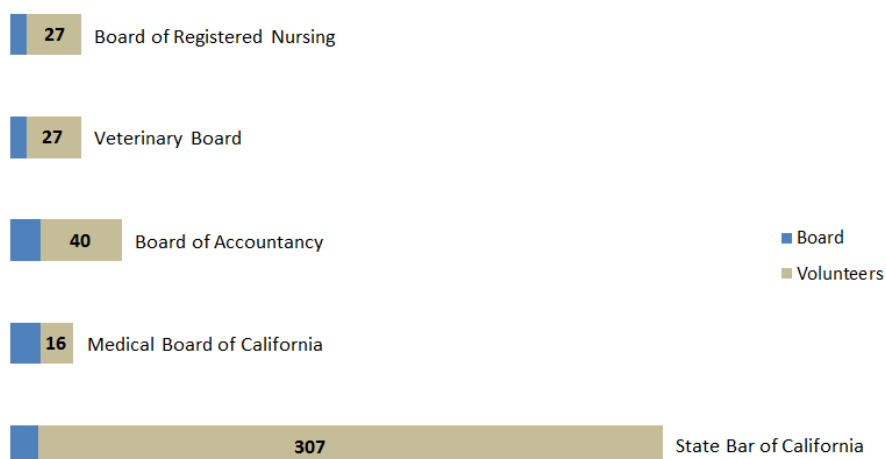 27 Board of Registered Nursing
27 Veterinary Board
40 Board of Accountancy
Board
Volunteers
16 Medical Board of California
307 State Bar of California